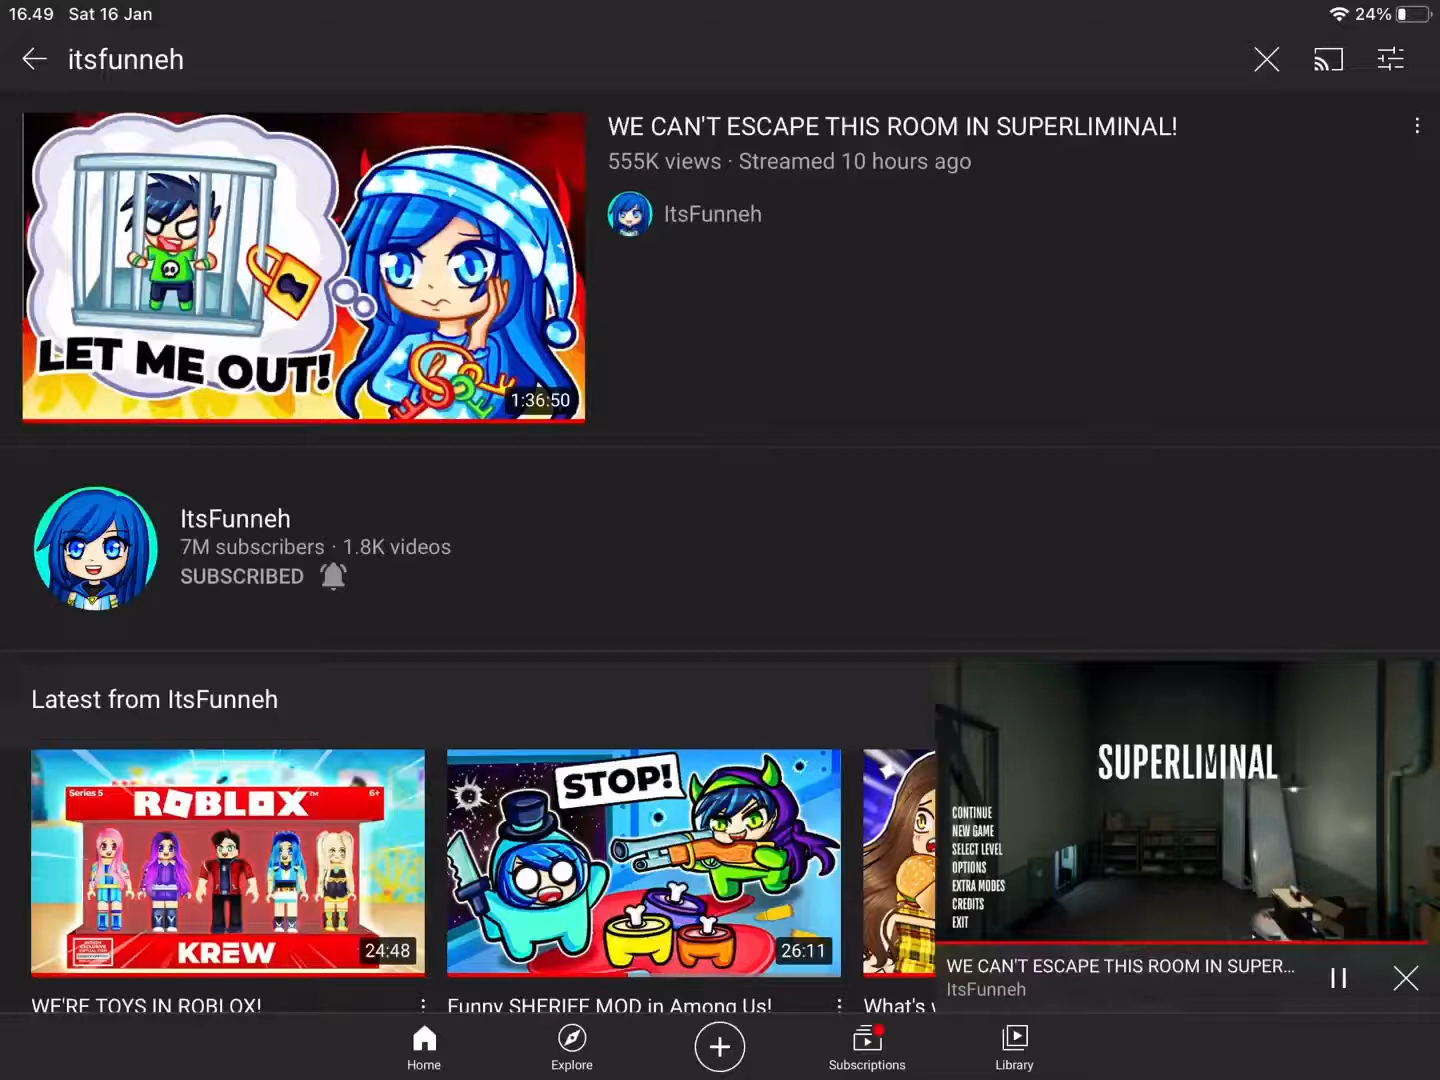 16.49 Sat 16 Jan
24%
itsfunneh
LET ME OUT!
1:36:50
WE CAN'T ESCAPE THIS ROOM IN SUPERLIMINAL!
555K views · Streamed 10 hours ago
ItsFunneh
ItsFunneh
7M subscribers · 1.8K videos
SUBSCRIBED
Latest from ItsFunneh
Series 5
ROBLOX™
6+
KREW
24:48
WE'RE TOYS IN ROBLOX!
STOP!
26:11
Funny SHERIFF MOD in Among Us!
What's
SUPERLIMINAL
CONTINUE
NEW GAME
SELECT LEVEL
OPTIONS
EXTRA MODES
CREDITS
EXIT
WE CAN'T ESCAPE THIS ROOM IN SUPER...
ItsFunneh
Home
Explore
Subscriptions
Library